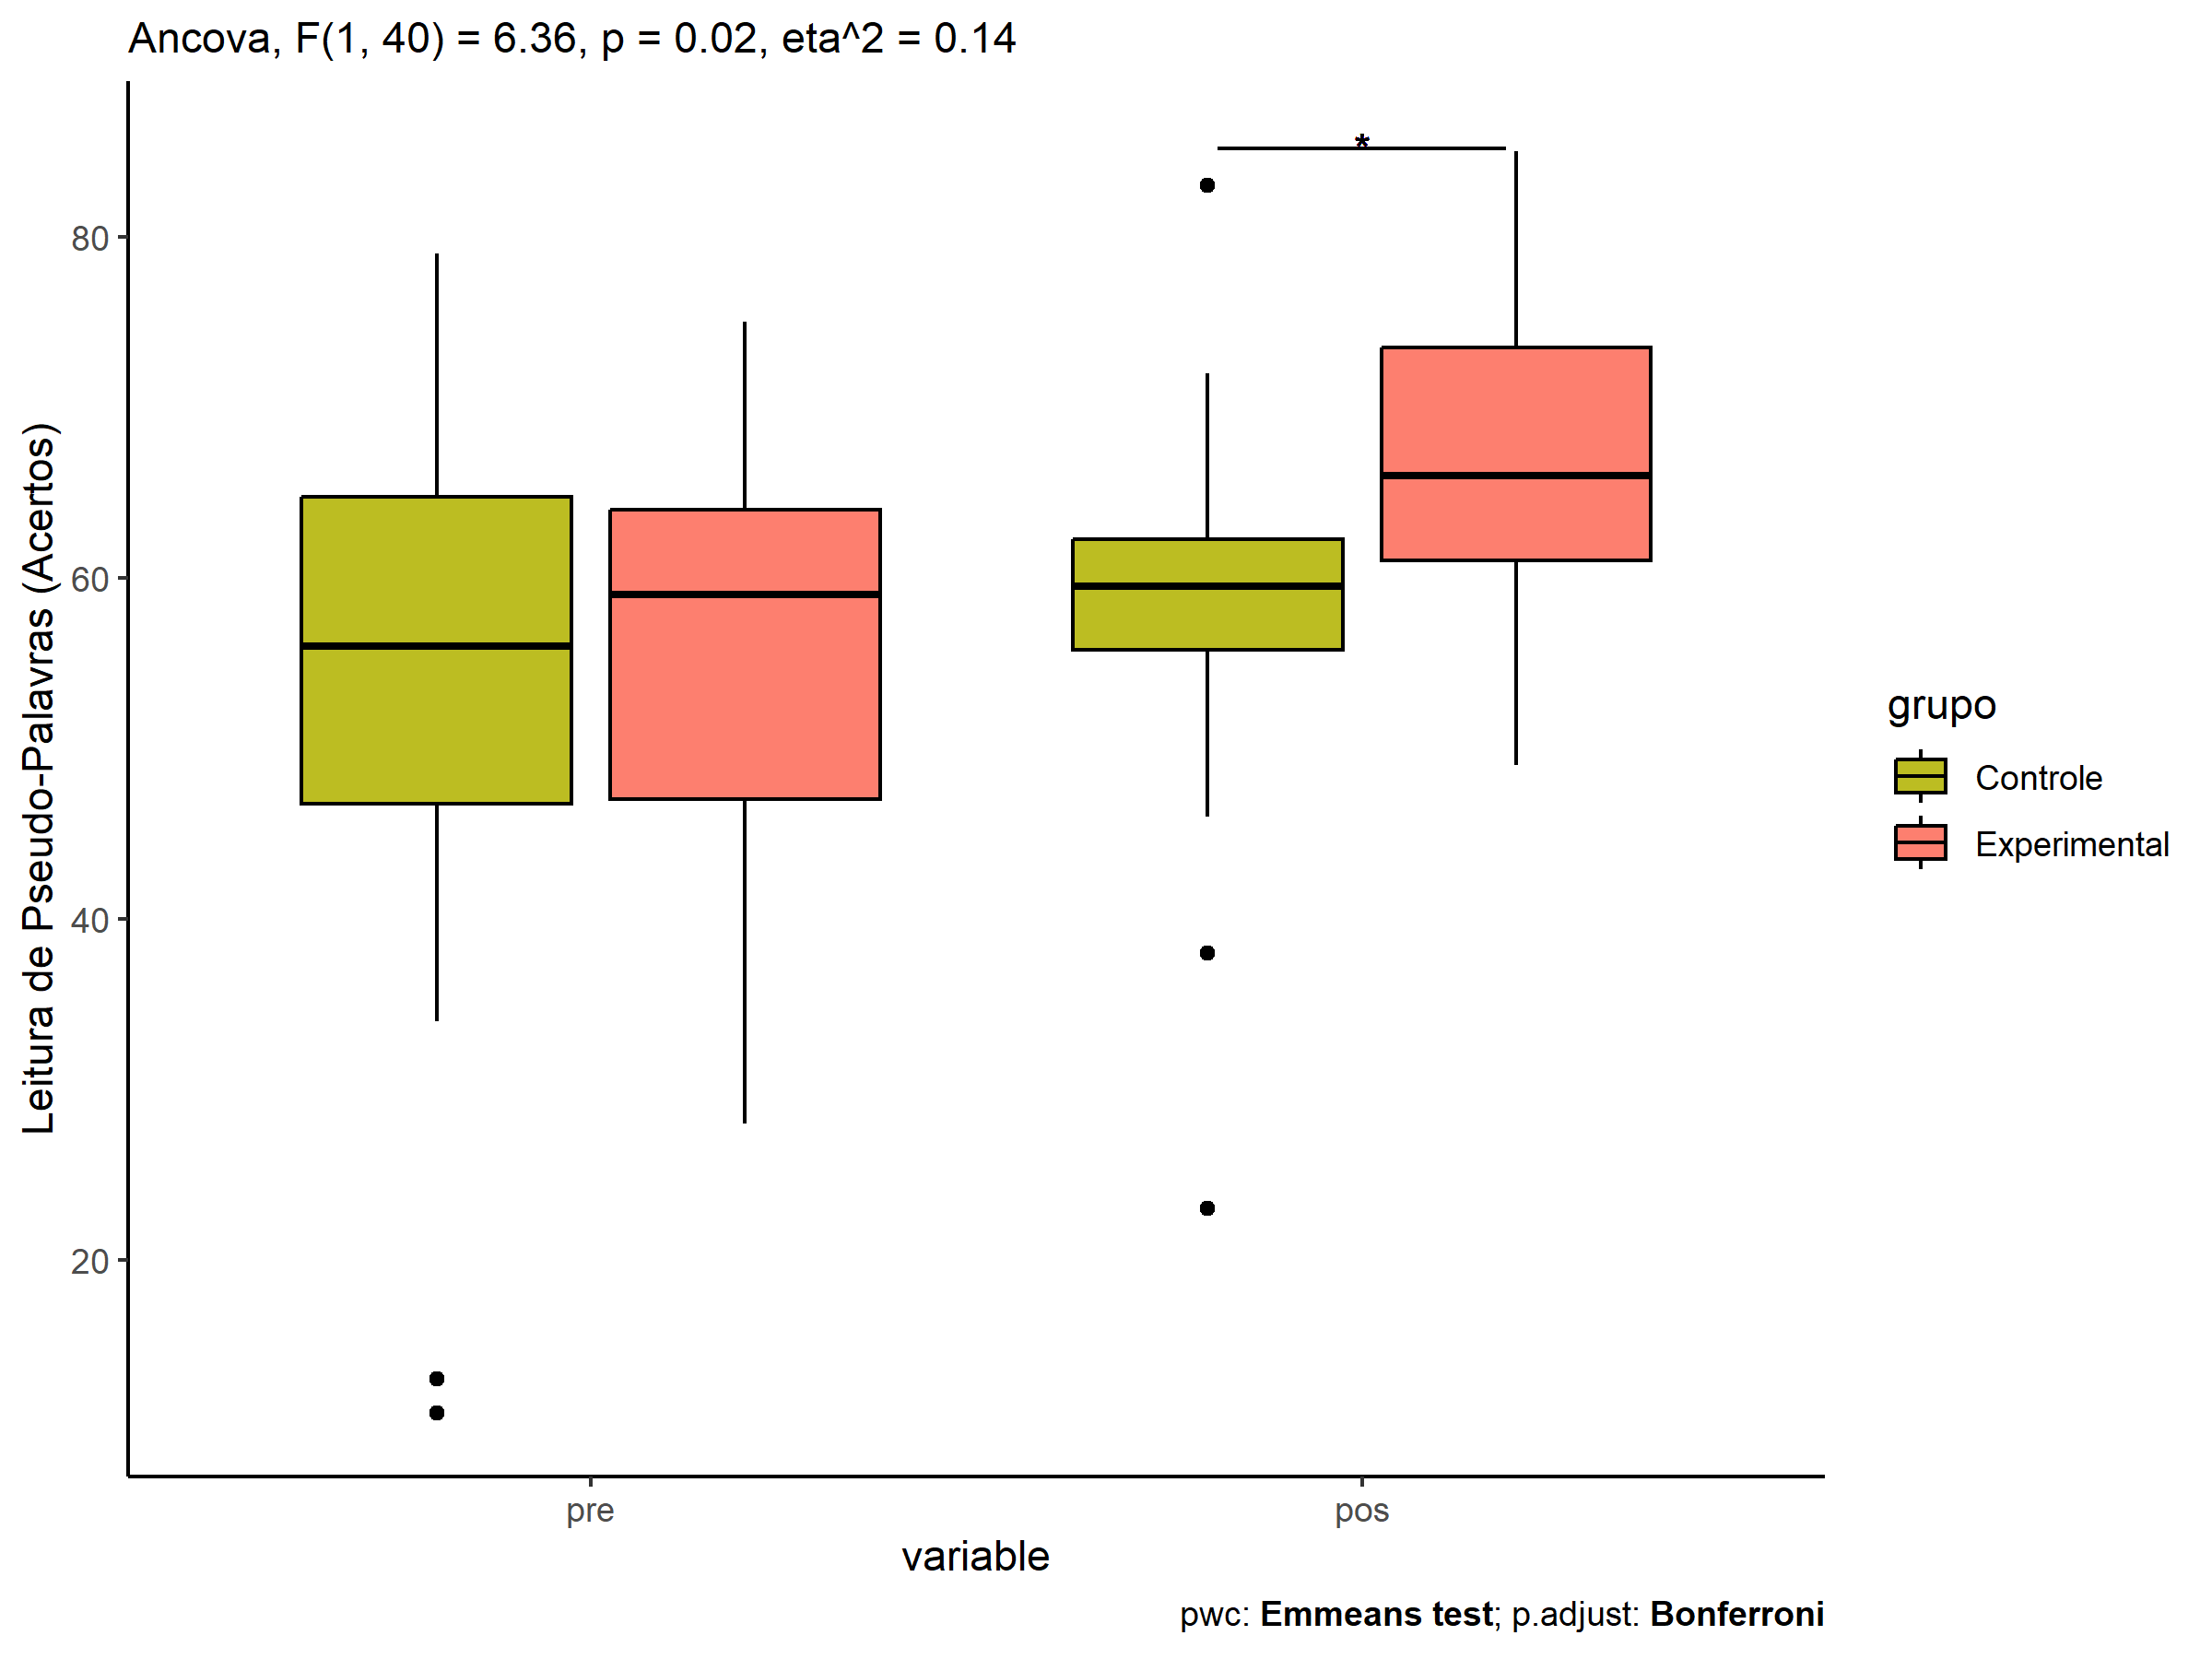 Ancova, F(1, 40) = 6.36, p = 0.02, eta^2 = 0.14
Leitura de Pseudo-Palavras (Acertos)
80
60
40
20
*
pre
pos
variable
grupo
Controle
Experimental
pwc: Emmeans test; p.adjust: Bonferroni